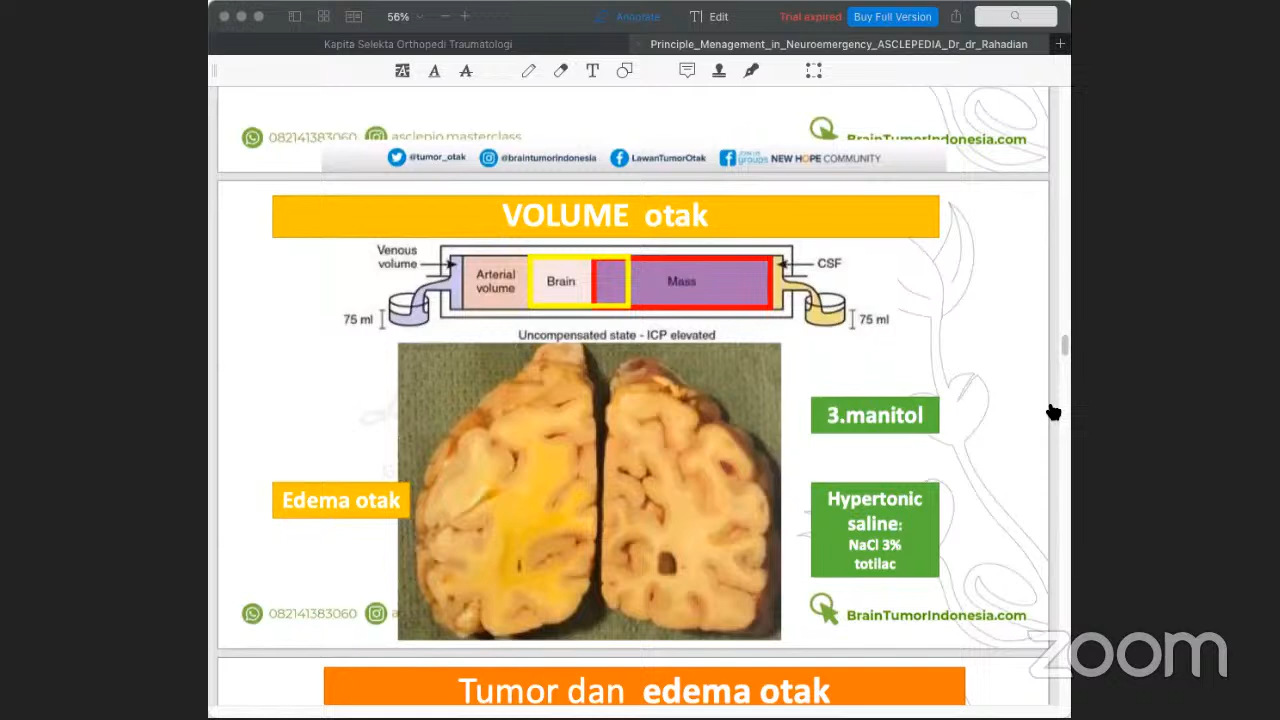 56%
Annotate
Edit
Trial expired
Buy Full Version
Kapita Selekta Orthopedi Traumatologi
Principle_Menagement_in_Neuroemergency_ASCLEPEDIA_Dr_dr_Rahadian
082141383060 asclepio.masterclass
BrainTumorIndonesia.com
@tumor_otak @braintumorindonesia LawanTumorOtak JOIN US groups NEW HOPE COMMUNITY
VOLUME otak
Venous volume
Arterial volume
Brain
Mass
CSF
75 ml
75 ml
Uncompensated state - ICP elevated
3.manitol
Edema otak
Hypertonic
saline:
NaCl 3%
totilac
082141383060
BrainTumorIndonesia.com
zoom
Tumor dan edema otak